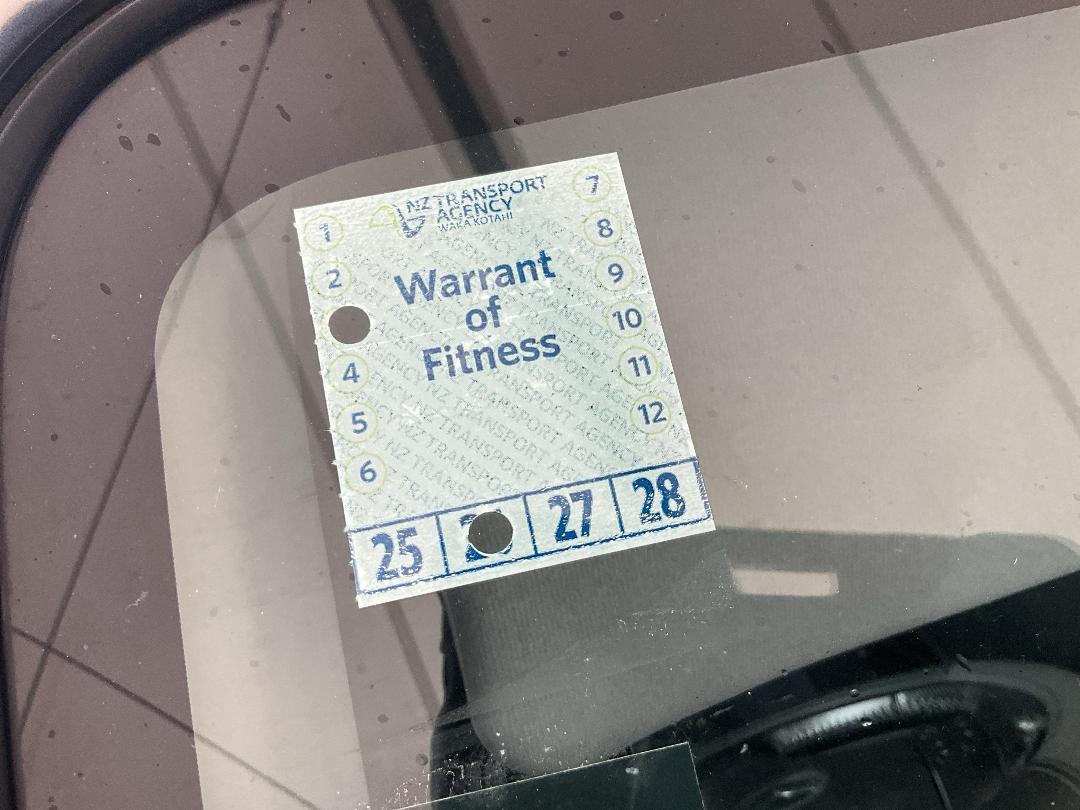 NZ TRANSPORT
AGENCY
WAKA KOTAHI
1
2
4
5
6
7
8
9
10
11
12
Warrant
of
Fitness
25 27 28